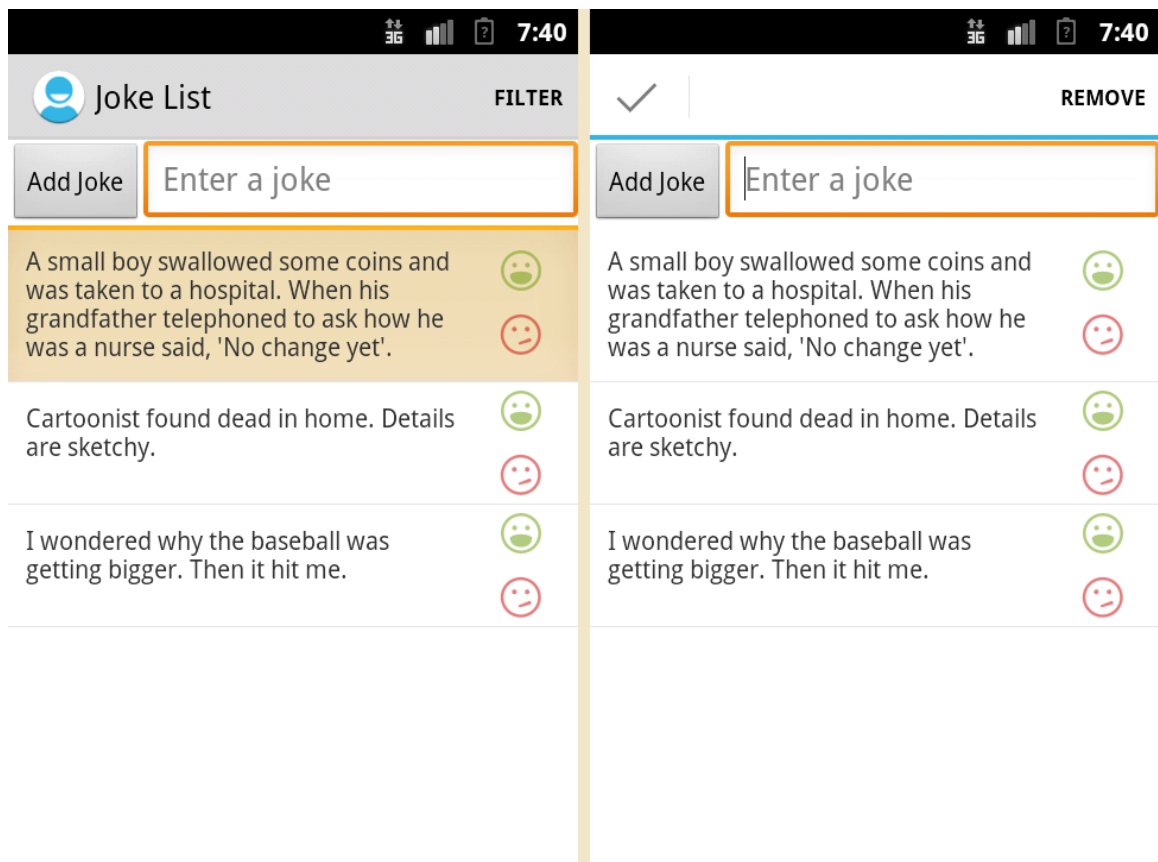 3G ? 7:40
Joke List FILTER
Add Joke Enter a joke
A small boy swallowed some coins and
was taken to a hospital. When his
grandfather telephoned to ask how he
was a nurse said, 'No change yet'.
Cartoonist found dead in home. Details
are sketchy.
I wondered why the baseball was
getting bigger. Then it hit me.
3G ? 7:40
REMOVE
Add Joke Enter a joke
A small boy swallowed some coins and
was taken to a hospital. When his
grandfather telephoned to ask how he
was a nurse said, 'No change yet'.
Cartoonist found dead in home. Details
are sketchy.
I wondered why the baseball was
getting bigger. Then it hit me.